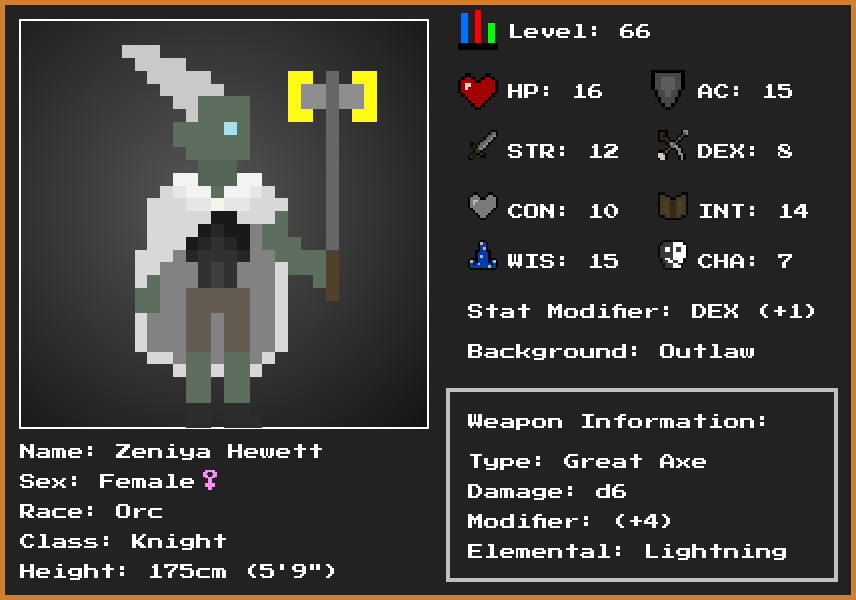 Level: 66
HP: 16
AC: 15
STR: 12
DEX: 8
CON: 10
INT: 14
WIS: 15
CHA: 7
Stat Modifier: DEX (+1)
Background: Outlaw
Weapon Information:
Type: Great Axe
Damage: d6
Modifier: (+4)
Elemental: Lightning
Name: Zeniya Hewett
Sex: Female♀
Race: Orc
Class: Knight
Height: 175cm (5'9")